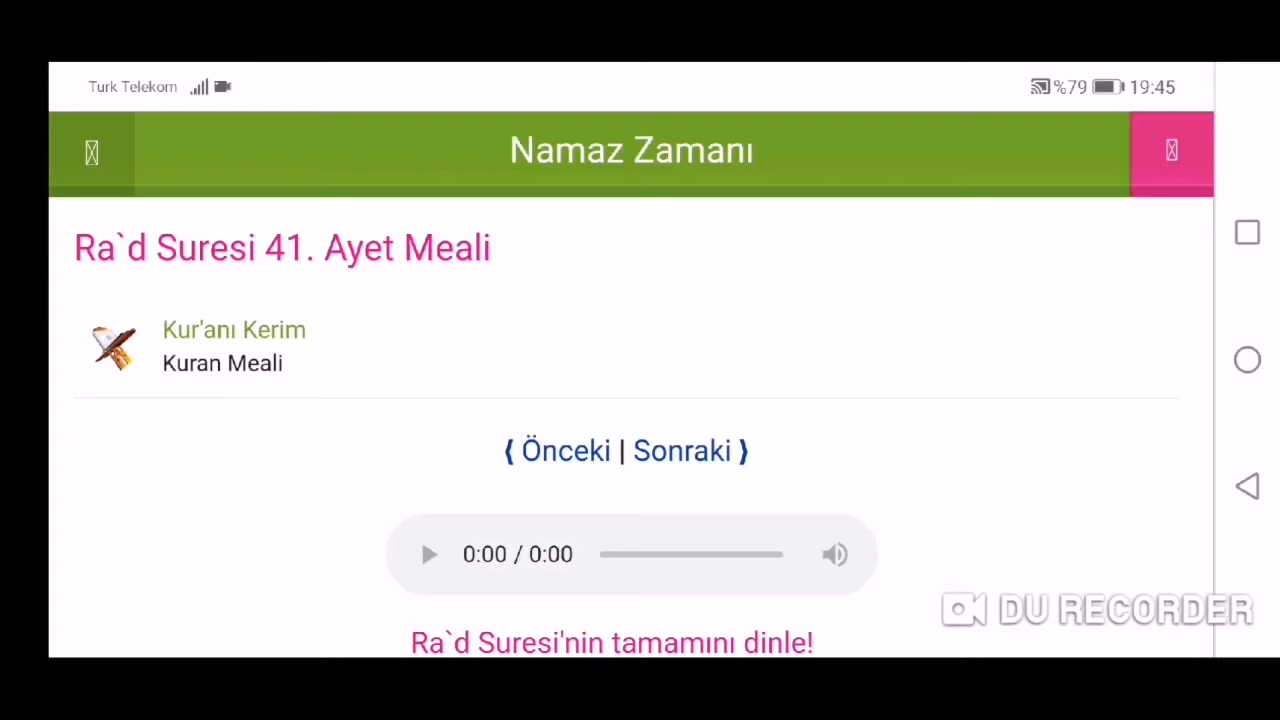 Turk Telekom %79 19:45
Namaz Zamanı
Ra`d Suresi 41. Ayet Meali
Kur'anı Kerim
Kuran Meali
⟨ Önceki | Sonraki ⟩
0:00 / 0:00
DU RECORDER
Ra`d Suresi'nin tamamını dinle!